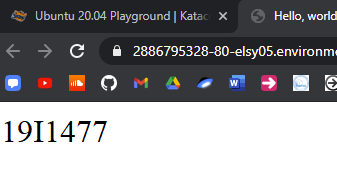 Ubuntu 20.04 Playground | Katac
Hello, world
2886795328-80-elsy05.environme
19I1477